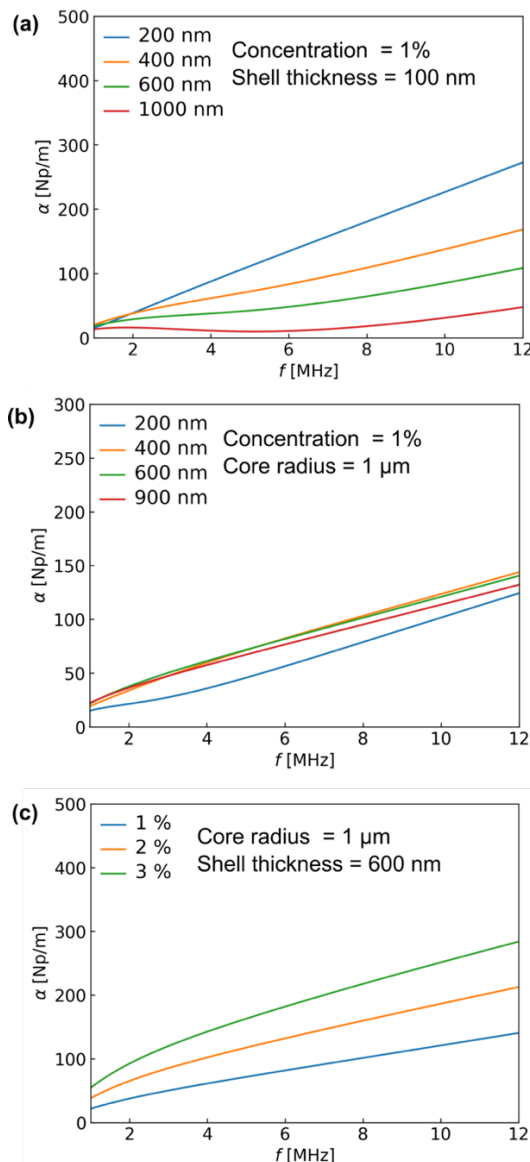 (a)
500
400
300
200
100
0
α [Np/m]
200 nm
400 nm
600 nm
1000 nm
Concentration = 1%
Shell thickness = 100 nm
2 4 6 8 10 12
f [MHz]
(b)
300
250
200
150
100
50
0
α [Np/m]
200 nm
400 nm
600 nm
900 nm
Concentration = 1%
Core radius = 1 μm
2 4 6 8 10 12
f [MHz]
(c)
500
400
300
200
100
0
α [Np/m]
1 %
2 %
3 %
Core radius = 1 μm
Shell thickness = 600 nm
2 4 6 8 10 12
f [MHz]